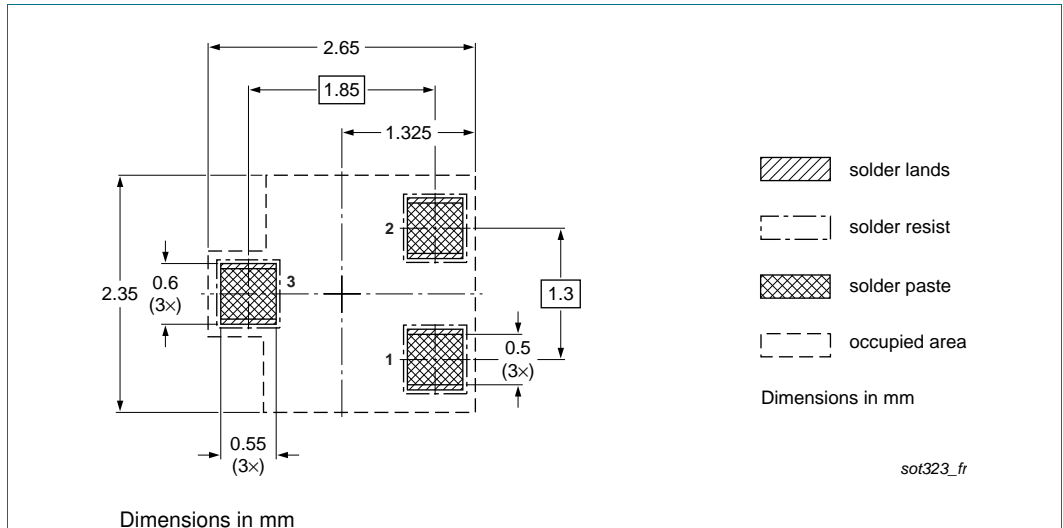 2.65
1.85
1.325
solder lands
2
solder resist
2.35
0.6
(3×)
3
1.3
solder paste
1
0.5
(3×)
occupied area
Dimensions in mm
0.55
(3×)
sot323_fr
Dimensions in mm